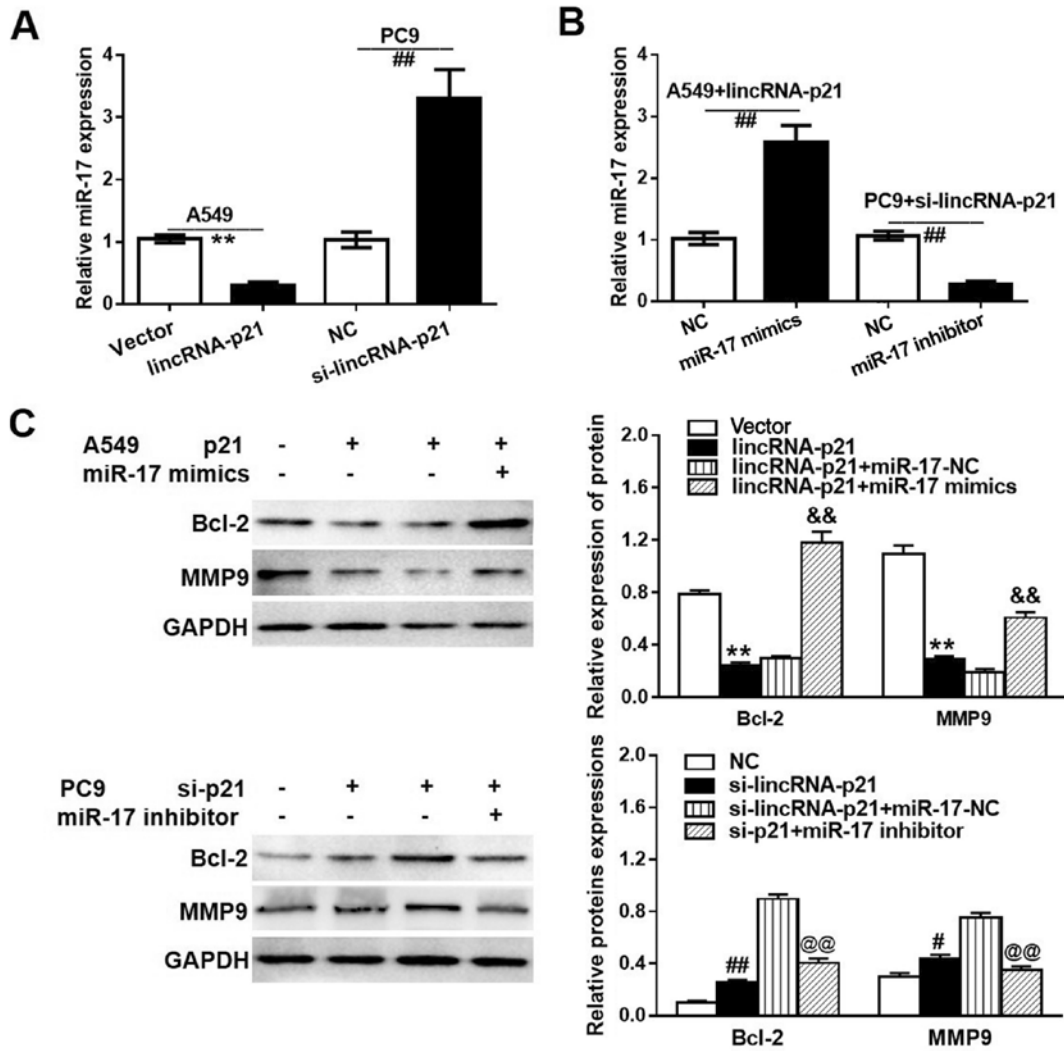 A
Relative miR-17 expression
4
3
2
1
0
A549
**
PC9
##
Vector
lincRNA-p21
NC
si-lincRNA-p21
B
Relative miR-17 expression
4
3
2
1
0
A549+lincRNA-p21
##
PC9+si-lincRNA-p21
##
NC
miR-17 mimics
NC
miR-17 inhibitor
C
A549 p21 - + + +
miR-17 mimics - - - +
Bcl-2
MMP9
GAPDH
Relative expression of protein
2.0
1.6
1.2
0.8
0.4
0.0
Vector
lincRNA-p21
lincRNA-p21+miR-17-NC
lincRNA-p21+miR-17 mimics
**
&&
**
&&
Bcl-2 MMP9
PC9 si-p21 - + + +
miR-17 inhibitor - - - +
Bcl-2
MMP9
GAPDH
Relative proteins expressions
2.0
1.6
1.2
0.8
0.4
0.0
NC
si-lincRNA-p21
si-lincRNA-p21+miR-17-NC
si-p21+miR-17 inhibitor
##
@@
#
@@
Bcl-2 MMP9